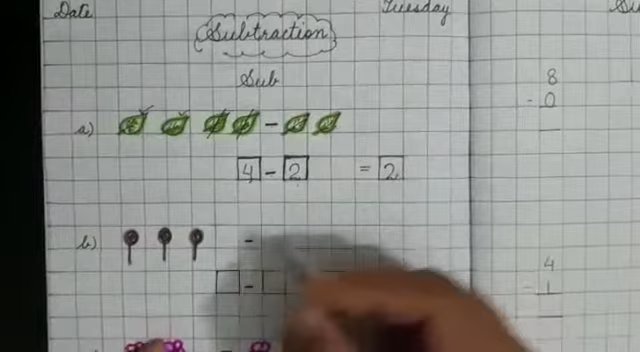 Date Tuesday
Subtraction
Sub
a) -
4 - 2 = 2
b) -
-
-
8
- 0
4
- 1